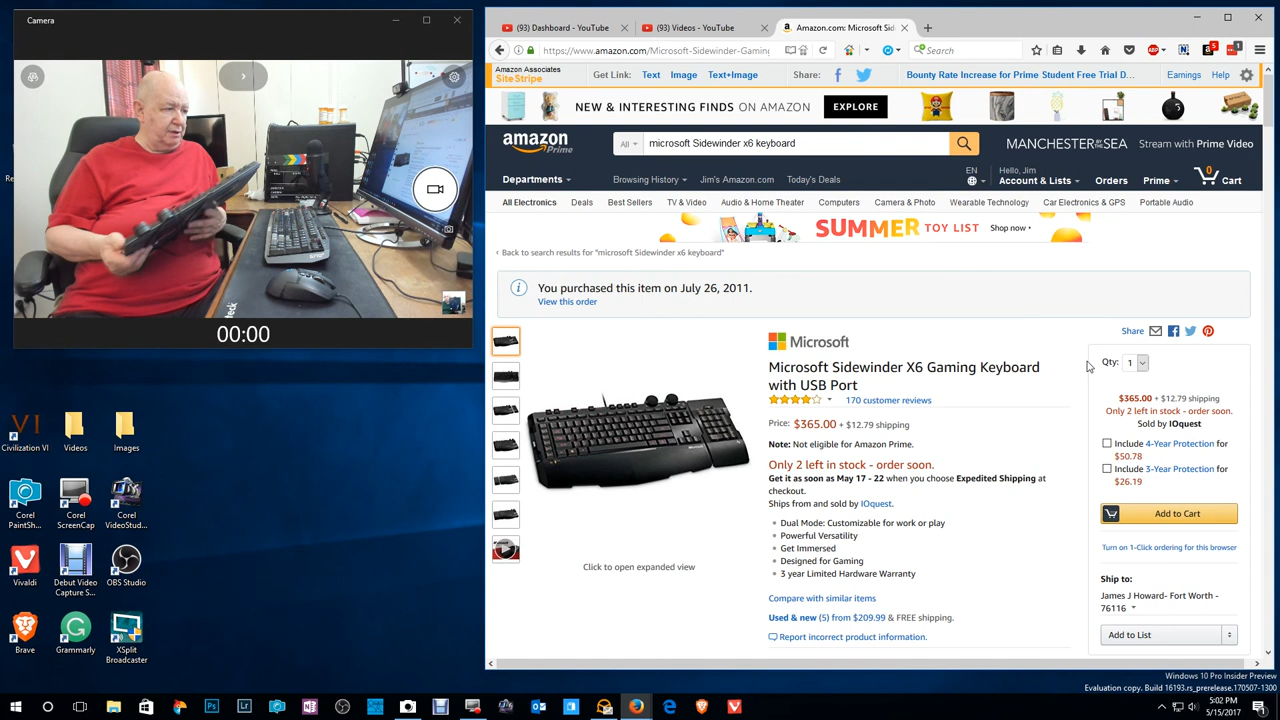 Camera
00:00
Civilization VI
Videos
Images
Corel PaintSh...
Corel ScreenCap
Corel VideoStud...
Vivaldi
Debut Video Capture S...
OBS Studio
Brave
Grammarly
XSplit Broadcaster
(93) Dashboard - YouTube
(93) Videos - YouTube
Amazon.com: Microsoft Sid
https://www.amazon.com/Microsoft-Sidewinder-Gaming
Search
Amazon Associates
SiteStripe
Get Link: Text Image Text+Image
Share:
Bounty Rate Increase for Prime Student Free Trial D...
Earnings Help
NEW & INTERESTING FINDS ON AMAZON
EXPLORE
amazon Prime
All
microsoft Sidewinder x6 keyboard
MANCHESTER BY THE SEA
Stream with Prime Video
Departments
Browsing History
Jim's Amazon.com
Today's Deals
EN
Hello, Jim
Account & Lists
Orders
Prime
0
Cart
All Electronics
Deals
Best Sellers
TV & Video
Audio & Home Theater
Computers
Camera & Photo
Wearable Technology
Car Electronics & GPS
Portable Audio
SUMMER TOY LIST
Shop now
‹ Back to search results for "microsoft Sidewinder x6 keyboard"
You purchased this item on July 26, 2011.
View this order
Click to open expanded view
Microsoft
Microsoft Sidewinder X6 Gaming Keyboard
with USB Port
170 customer reviews
Price: $365.00 + $12.79 shipping
Note: Not eligible for Amazon Prime.
Only 2 left in stock - order soon.
Get it as soon as May 17 - 22 when you choose Expedited Shipping at
checkout.
Ships from and sold by IOquest.
• Dual Mode: Customizable for work or play
• Powerful Versatility
• Get Immersed
• Designed for Gaming
• 3 year Limited Hardware Warranty
Compare with similar items
Used & new (5) from $209.99 & FREE shipping.
Report incorrect product information.
Share
Qty: 1
$365.00 + $12.79 shipping
Only 2 left in stock - order soon.
Sold by IOquest
Include 4-Year Protection for
$50.78
Include 3-Year Protection for
$26.19
Add to Cart
Turn on 1-Click ordering for this browser
Ship to:
James J Howard- Fort Worth -
76116
Add to List
Windows 10 Pro Insider Preview
Evaluation copy. Build 16193.rs_prerelease.170507-1300
5:02 PM
5/15/2017